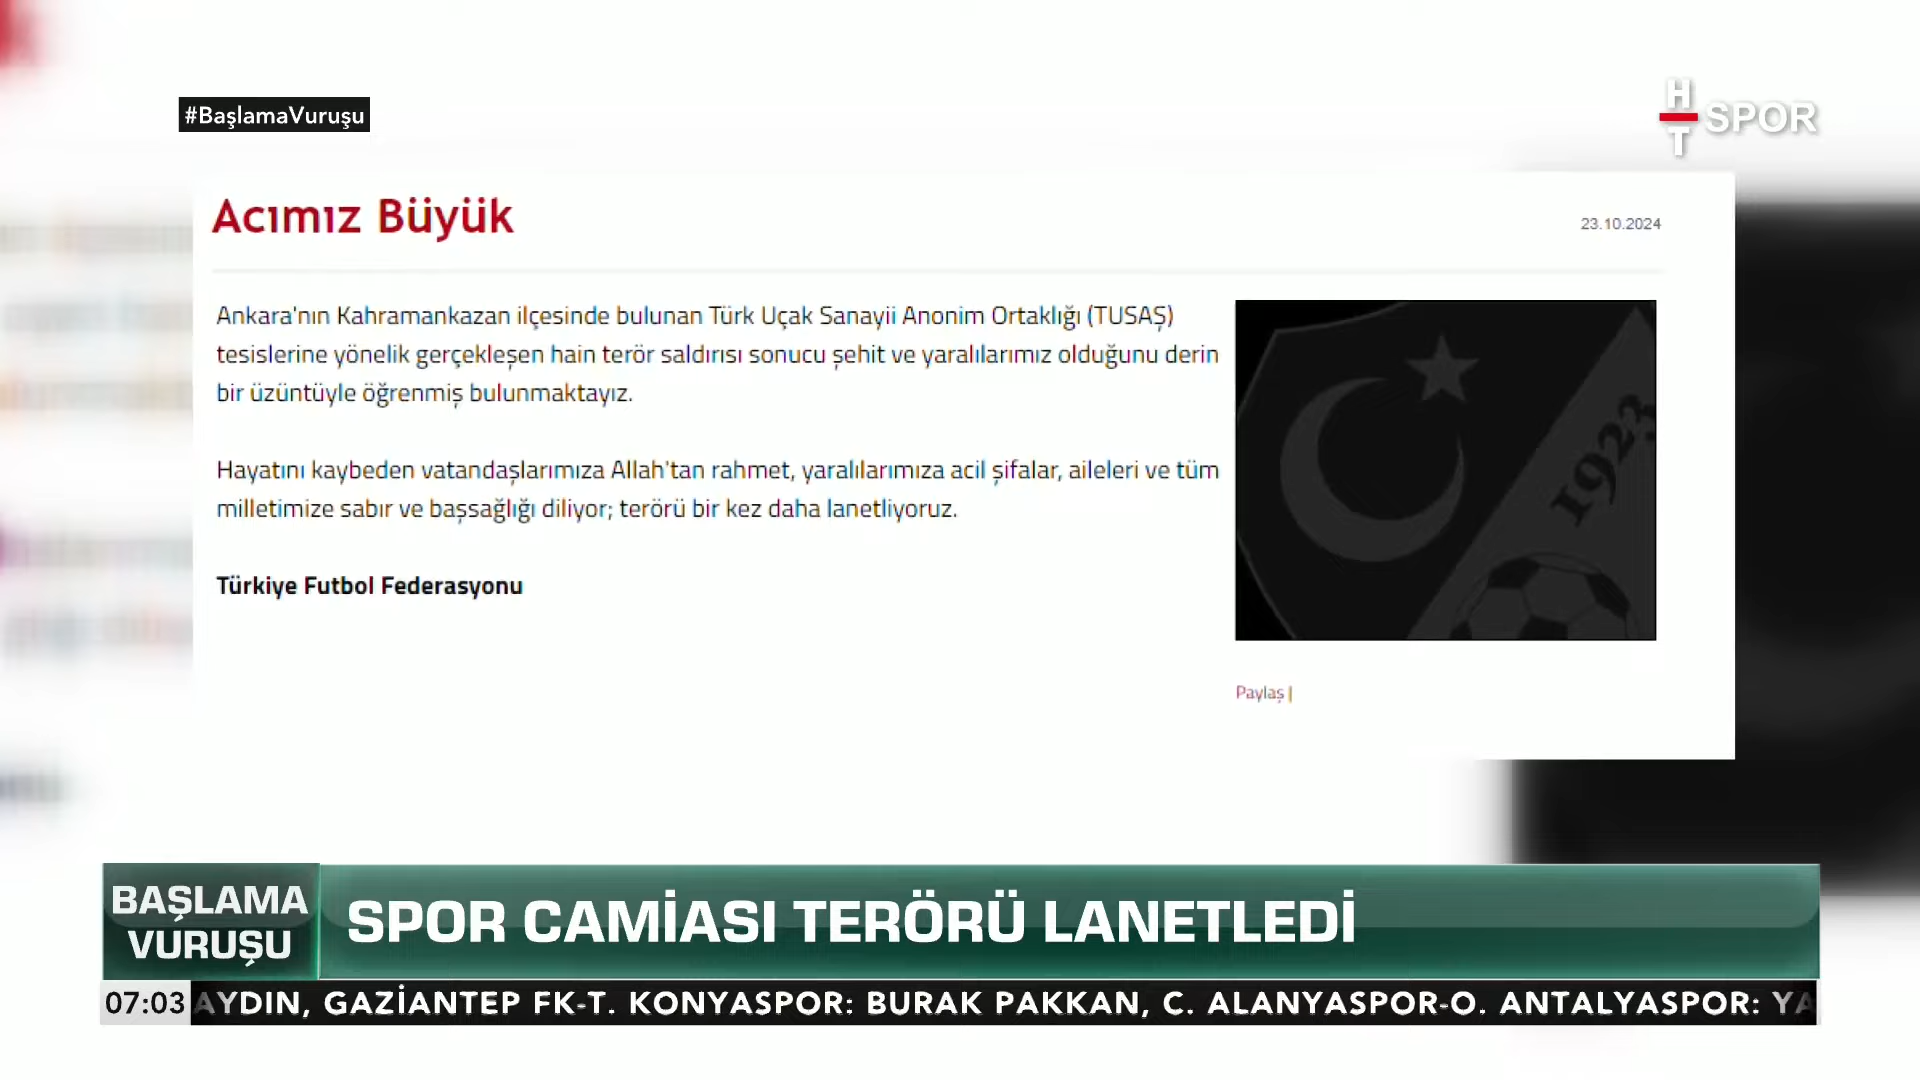 #BaşlamaVuruşu
HT SPOR
Acımız Büyük
23.10.2024
Ankara'nın Kahramankazan ilçesinde bulunan Türk Uçak Sanayii Anonim Ortaklığı (TUSAŞ)
tesislerine yönelik gerçekleşen hain terör saldırısı sonucu şehit ve yaralılarımız olduğunu derin
bir üzüntüyle öğrenmiş bulunmaktayız.
Hayatını kaybeden vatandaşlarımıza Allah'tan rahmet, yaralılarımıza acil şifalar, aileleri ve tüm
milletimize sabır ve başsağlığı diliyor; terörü bir kez daha lanetliyoruz.
Türkiye Futbol Federasyonu
1923
Paylaş |
BAŞLAMA
VURUŞU
SPOR CAMİASI TERÖRÜ LANETLEDİ
07:03
AYDIN, GAZİANTEP FK-T. KONYASPOR: BURAK PAKKAN, C. ALANYASPOR-O. ANTALYASPOR: